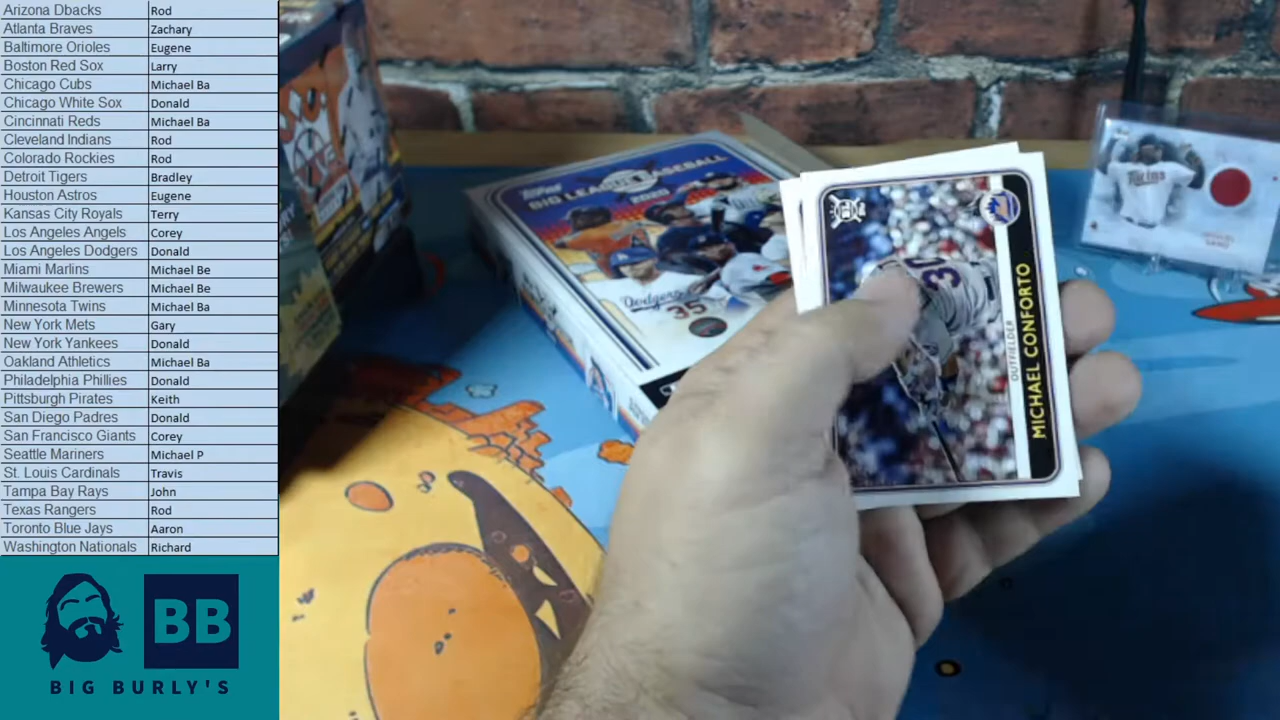 Arizona Dbacks Rod
Atlanta Braves Zachary
Baltimore Orioles Eugene
Boston Red Sox Larry
Chicago Cubs Michael Ba
Chicago White Sox Donald
Cincinnati Reds Michael Ba
Cleveland Indians Rod
Colorado Rockies Rod
Detroit Tigers Bradley
Houston Astros Eugene
Kansas City Royals Terry
Los Angeles Angels Corey
Los Angeles Dodgers Donald
Miami Marlins Michael Be
Milwaukee Brewers Michael Be
Minnesota Twins Michael Ba
New York Mets Gary
New York Yankees Donald
Oakland Athletics Michael Ba
Philadelphia Phillies Donald
Pittsburgh Pirates Keith
San Diego Padres Donald
San Francisco Giants Corey
Seattle Mariners Michael P
St. Louis Cardinals Travis
Tampa Bay Rays John
Texas Rangers Rod
Toronto Blue Jays Aaron
Washington Nationals Richard
BB
BIG BURLY'S
Topps
BIG LEAGUE BASEBALL
2020
Dodgers
35
30
OUTFIELDER
MICHAEL CONFORTO
Twins